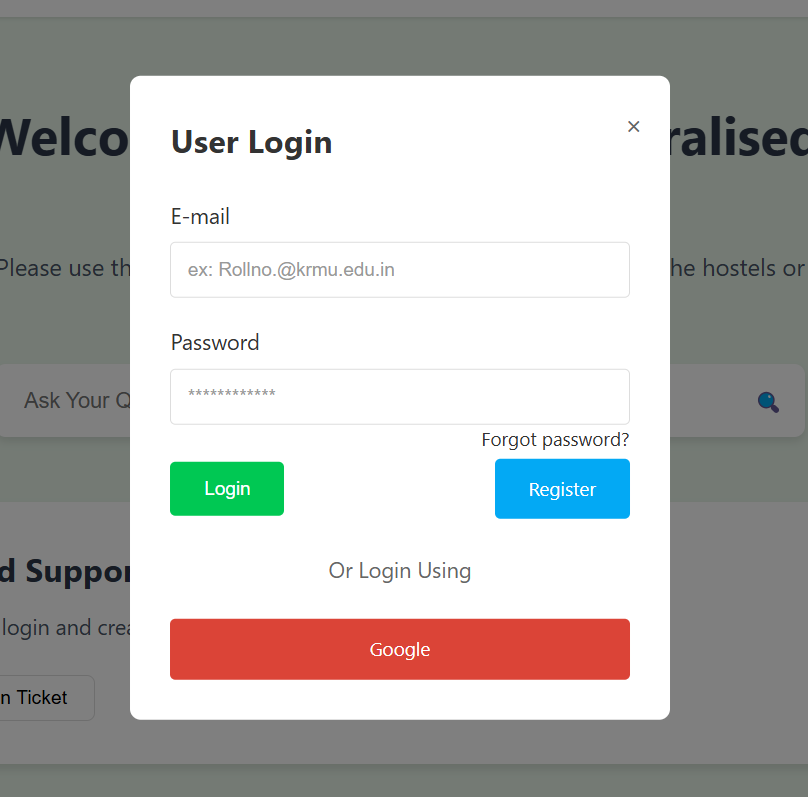 Welco
ralised
User Login
×
E-mail
Please use th
he hostels or
ex: Rollno.@krmu.edu.in
Password
Ask Your Q
************
Forgot password?
Login
Register
Or Login Using
d Suppor
login and crea
Google
n Ticket